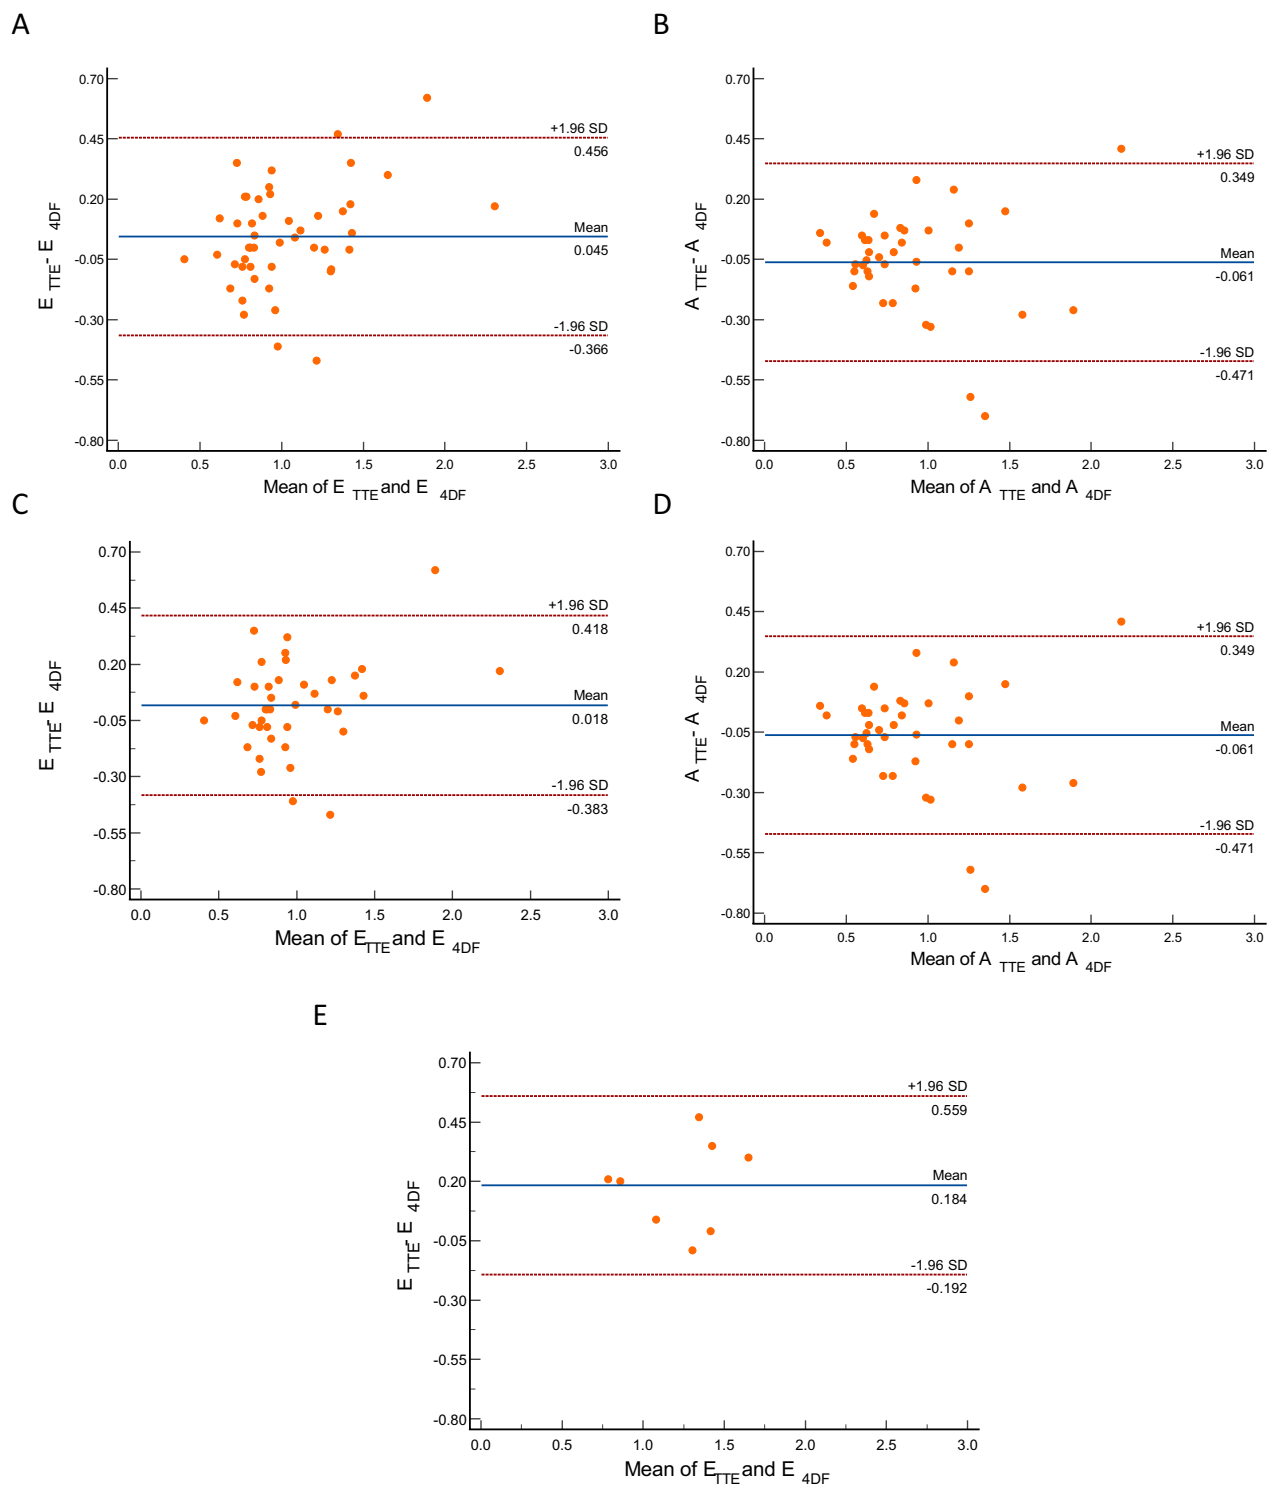 A
0.70
0.45
0.20
-0.05
-0.30
-0.55
-0.80
E TTE- E 4DF
+1.96 SD
0.456
Mean
0.045
-1.96 SD
-0.366
0.0 0.5 1.0 1.5 2.0 2.5 3.0
Mean of E TTE and E 4DF
B
0.70
0.45
0.20
-0.05
-0.30
-0.55
-0.80
A TTE- A 4DF
+1.96 SD
0.349
Mean
-0.061
-1.96 SD
-0.471
0.0 0.5 1.0 1.5 2.0 2.5 3.0
Mean of A TTE and A 4DF
C
0.70
0.45
0.20
-0.05
-0.30
-0.55
-0.80
E TTE- E 4DF
+1.96 SD
0.418
Mean
0.018
-1.96 SD
-0.383
0.0 0.5 1.0 1.5 2.0 2.5 3.0
Mean of E TTE and E 4DF
D
0.70
0.45
0.20
-0.05
-0.30
-0.55
-0.80
A TTE- A 4DF
+1.96 SD
0.349
Mean
-0.061
-1.96 SD
-0.471
0.0 0.5 1.0 1.5 2.0 2.5 3.0
Mean of A TTE and A 4DF
E
0.70
0.45
0.20
-0.05
-0.30
-0.55
-0.80
E TTE- E 4DF
+1.96 SD
0.559
Mean
0.184
-1.96 SD
-0.192
0.0 0.5 1.0 1.5 2.0 2.5 3.0
Mean of E TTE and E 4DF